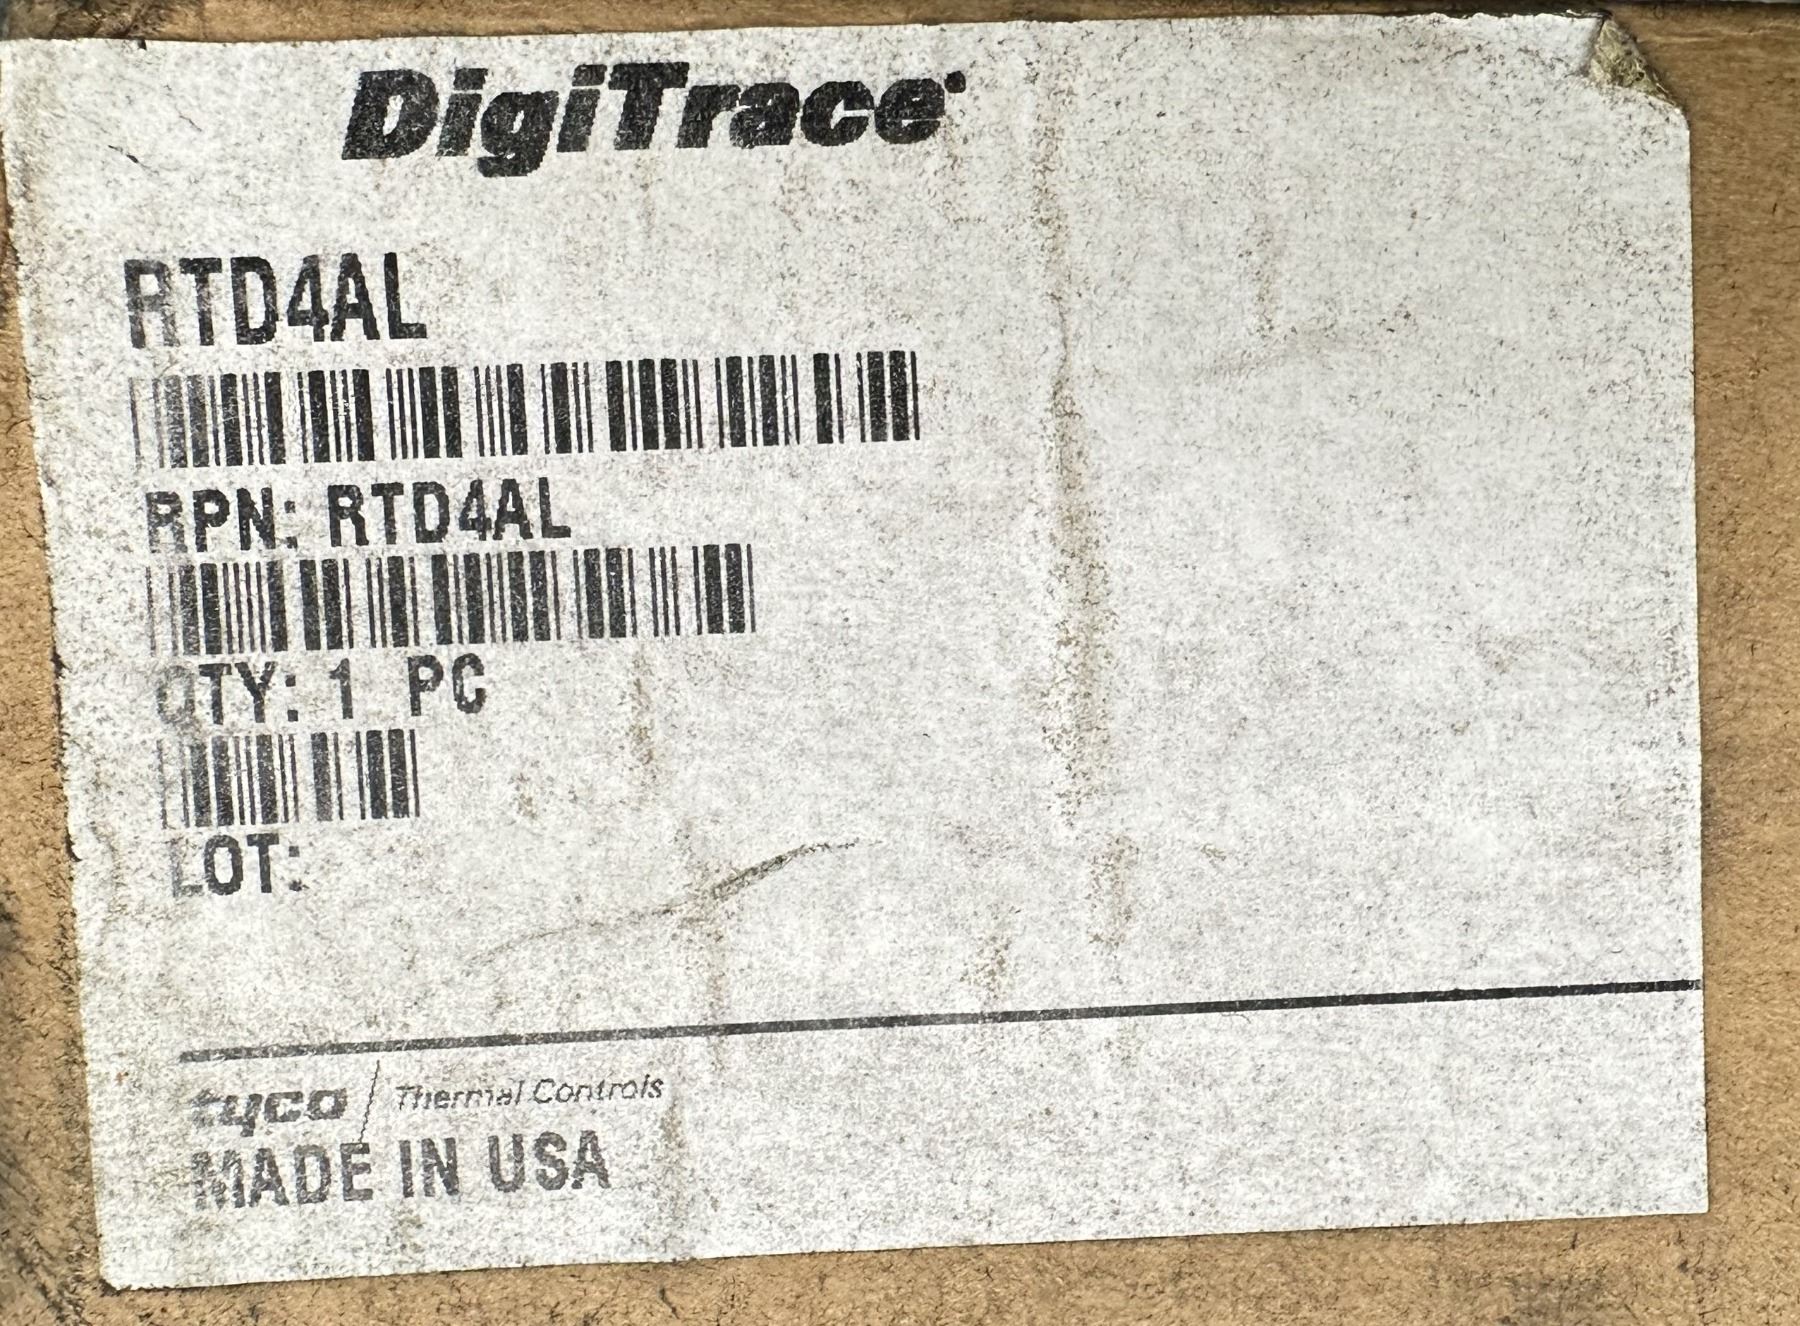 DigiTrace
RTD4AL
RPN: RTD4AL
QTY: 1 PC
LOT:
tyco / Thermal Controls
MADE IN USA